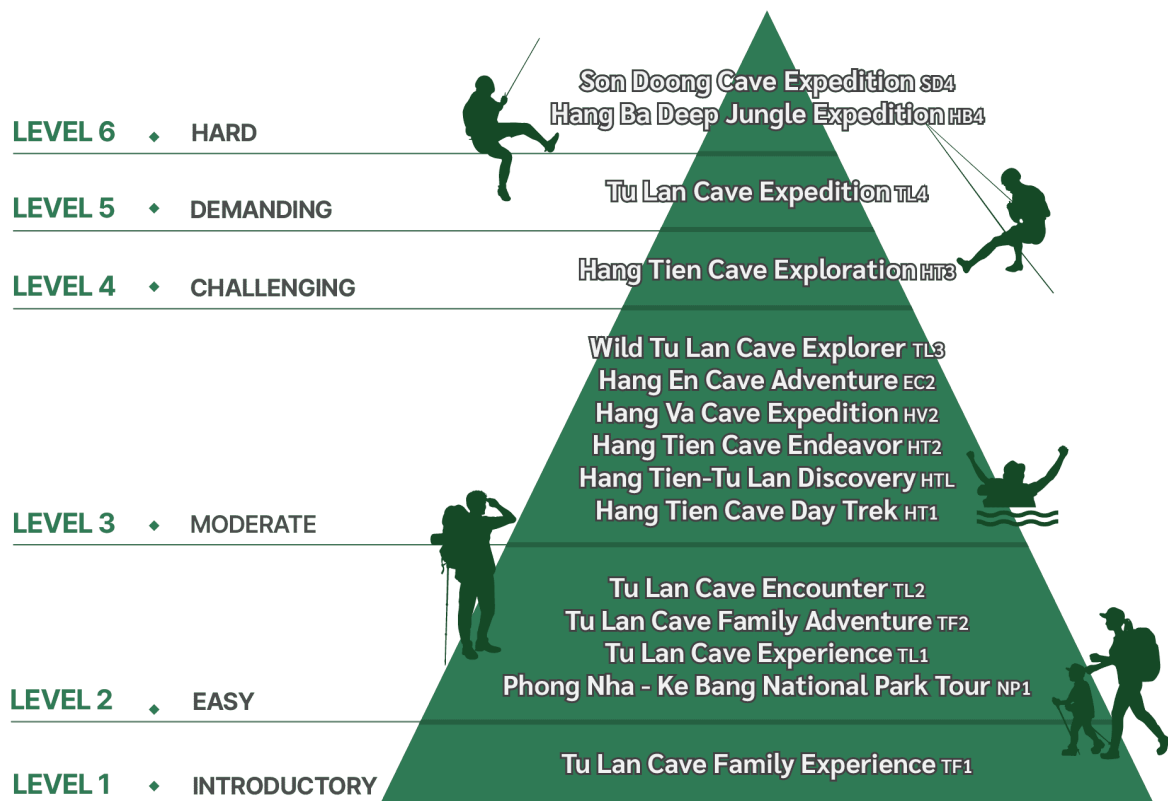 Son Doong Cave Expedition SD4
Hang Ba Deep Jungle Expedition HB4
LEVEL 6 ◆ HARD
Tu Lan Cave Expedition TL4
LEVEL 5 ◆ DEMANDING
Hang Tien Cave Exploration HT3
LEVEL 4 ◆ CHALLENGING
Wild Tu Lan Cave Explorer TL3
Hang En Cave Adventure EC2
Hang Va Cave Expedition HV2
Hang Tien Cave Endeavor HT2
Hang Tien-Tu Lan Discovery HTL
Hang Tien Cave Day Trek HT1
LEVEL 3 ◆ MODERATE
Tu Lan Cave Encounter TL2
Tu Lan Cave Family Adventure TF2
Tu Lan Cave Experience TL1
Phong Nha - Ke Bang National Park Tour NP1
LEVEL 2 ◆ EASY
Tu Lan Cave Family Experience TF1
LEVEL 1 ◆ INTRODUCTORY